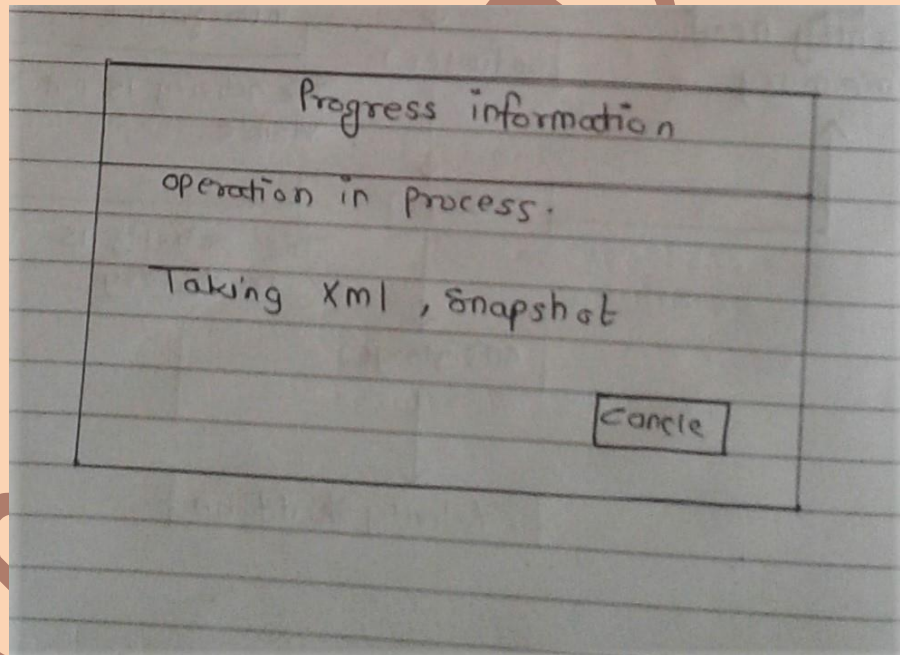 Progress information
operation in process.
Taking xml, snapshot
Cancle